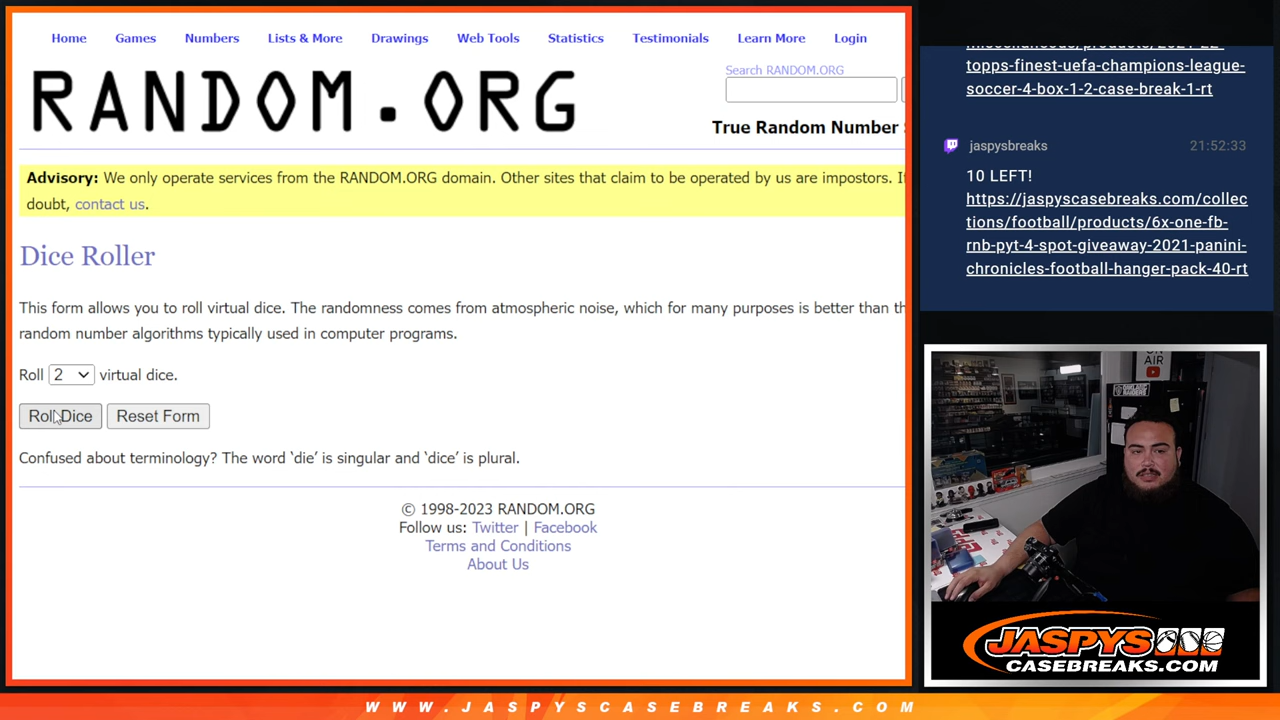 Home Games Numbers Lists & More Drawings Web Tools Statistics Testimonials Learn More Login
RANDOM.ORG
Search RANDOM.ORG
True Random Number
Advisory: We only operate services from the RANDOM.ORG domain. Other sites that claim to be operated by us are impostors.
doubt, contact us.
Dice Roller
This form allows you to roll virtual dice. The randomness comes from atmospheric noise, which for many purposes is better than
random number algorithms typically used in computer programs.
Roll 2 virtual dice.
Roll Dice Reset Form
Confused about terminology? The word ‘die’ is singular and ‘dice’ is plural.
© 1998-2023 RANDOM.ORG
Follow us: Twitter | Facebook
Terms and Conditions
About Us
topps-finest-uefa-champions-league-
soccer-4-box-1-2-case-break-1-rt
jaspysbreaks 21:52:33
10 LEFT!
https://jaspyscasebreaks.com/collec
tions/football/products/6x-one-fb-
rnb-pyt-4-spot-giveaway-2021-panini-
chronicles-football-hanger-pack-40-rt
ON
AIR
JASPYS
CASEBREAKS.COM
WWW.JASPYSCASEBREAKS.COM